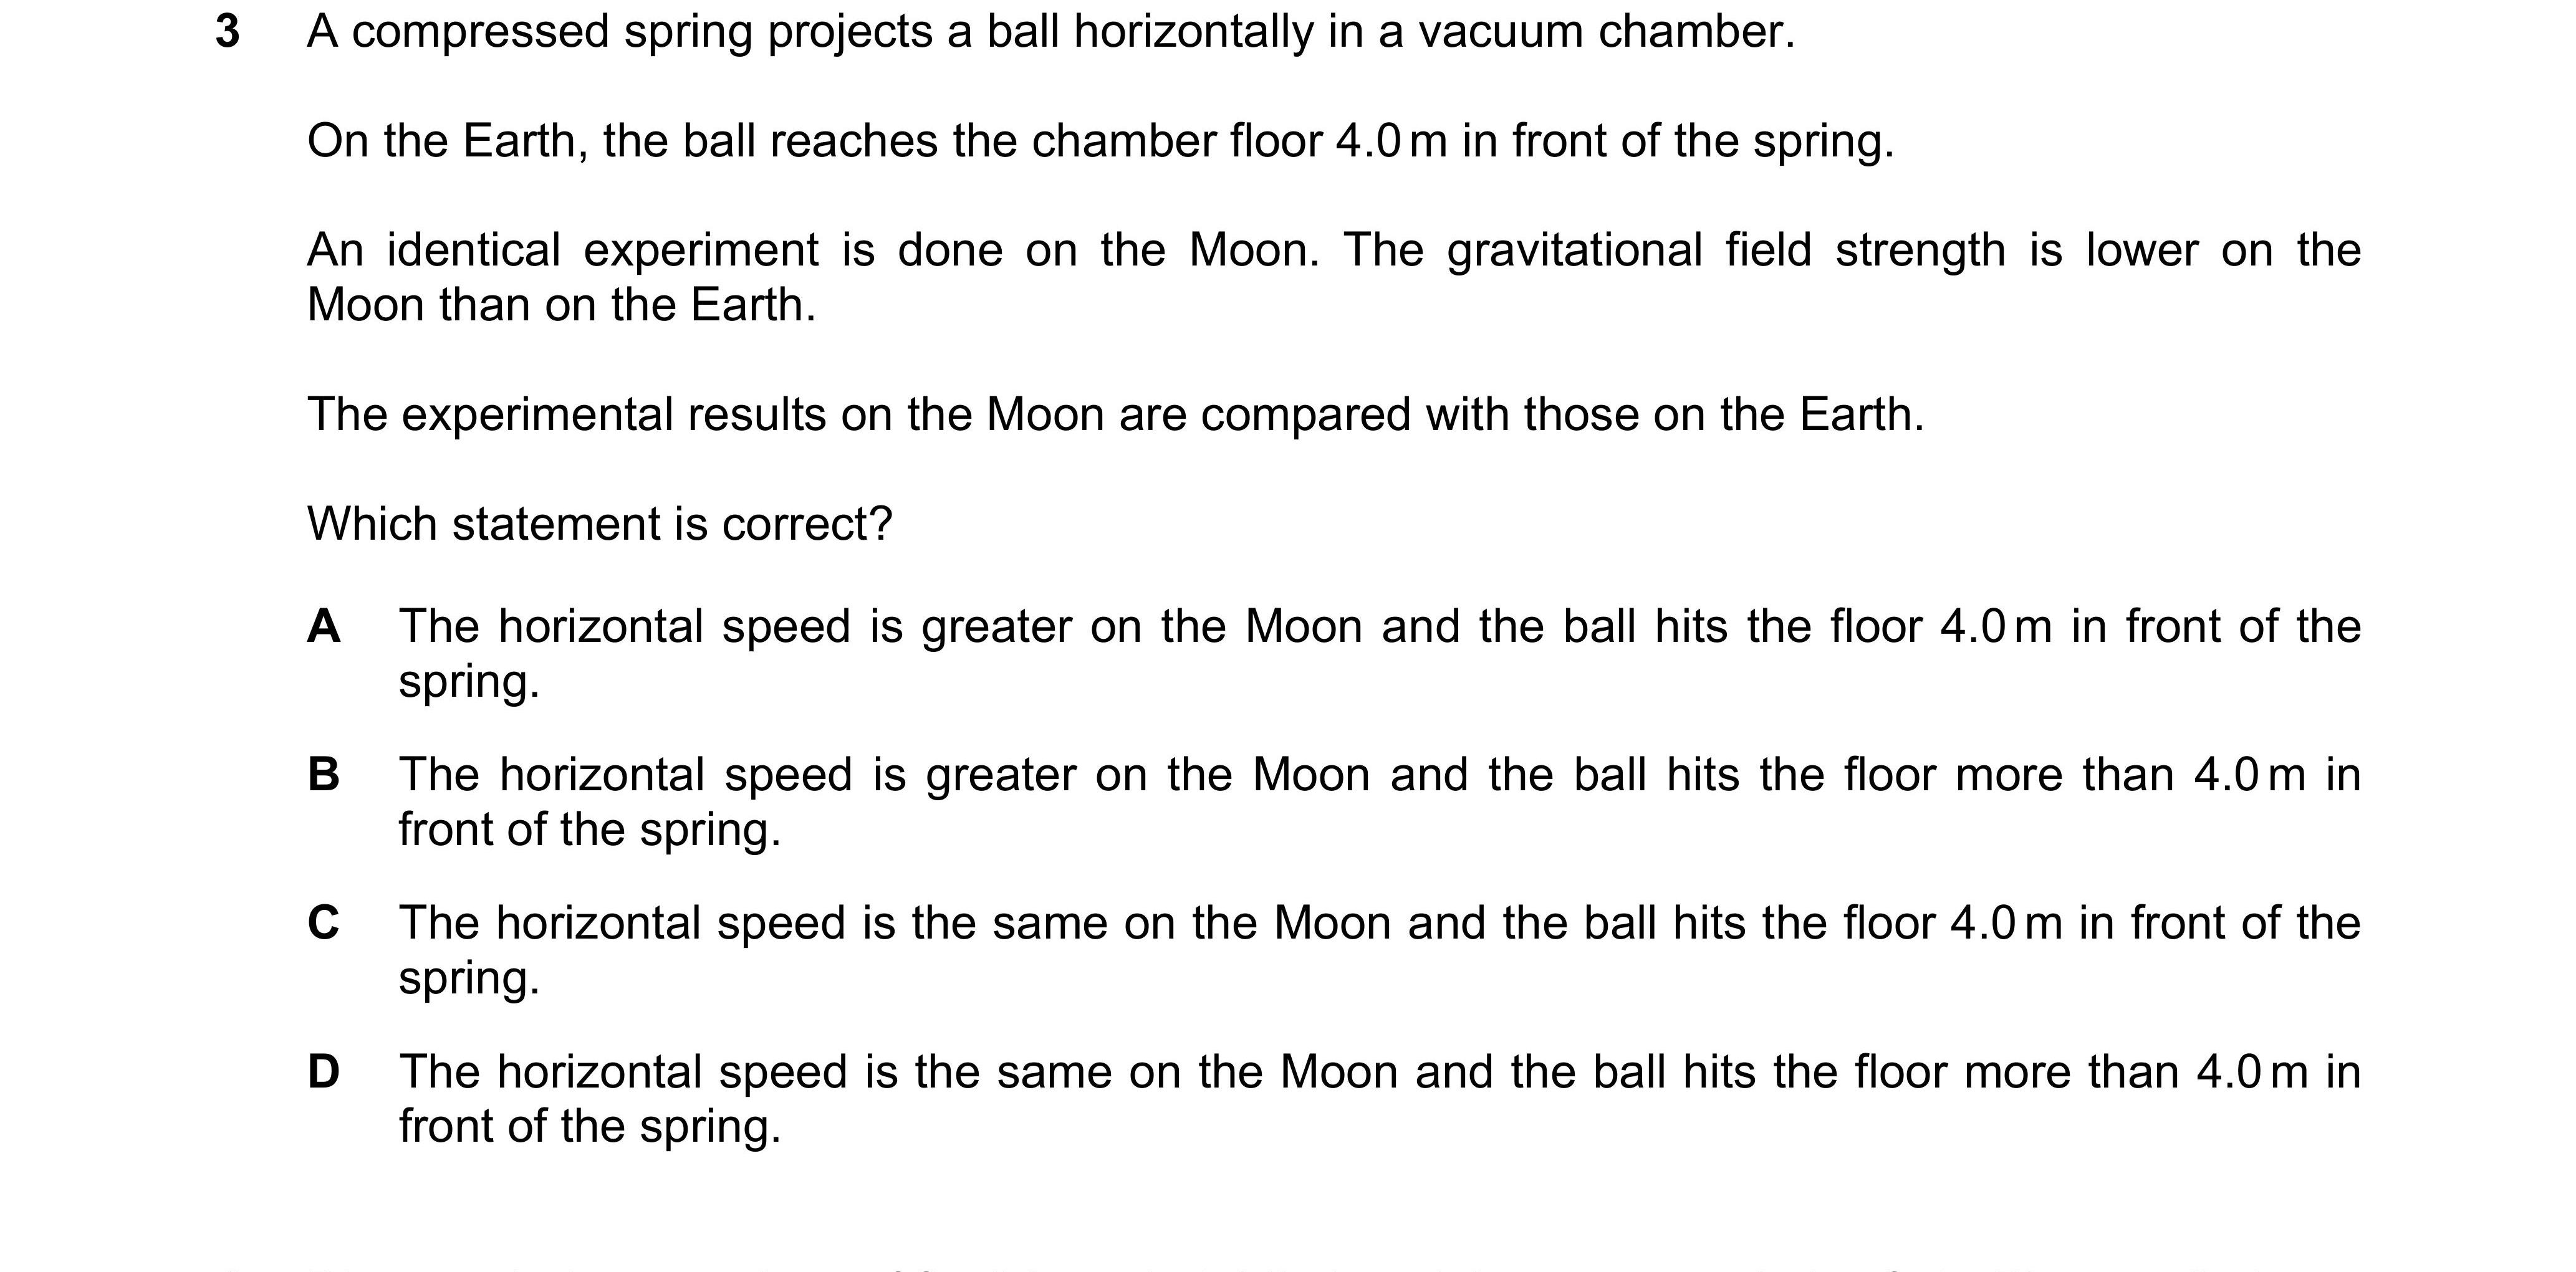 3 A compressed spring projects a ball horizontally in a vacuum chamber.
On the Earth, the ball reaches the chamber floor 4.0 m in front of the spring.
An identical experiment is done on the Moon. The gravitational field strength is lower on the
Moon than on the Earth.
The experimental results on the Moon are compared with those on the Earth.
Which statement is correct?
A The horizontal speed is greater on the Moon and the ball hits the floor 4.0 m in front of the
spring.
B The horizontal speed is greater on the Moon and the ball hits the floor more than 4.0 m in
front of the spring.
C The horizontal speed is the same on the Moon and the ball hits the floor 4.0 m in front of the
spring.
D The horizontal speed is the same on the Moon and the ball hits the floor more than 4.0 m in
front of the spring.